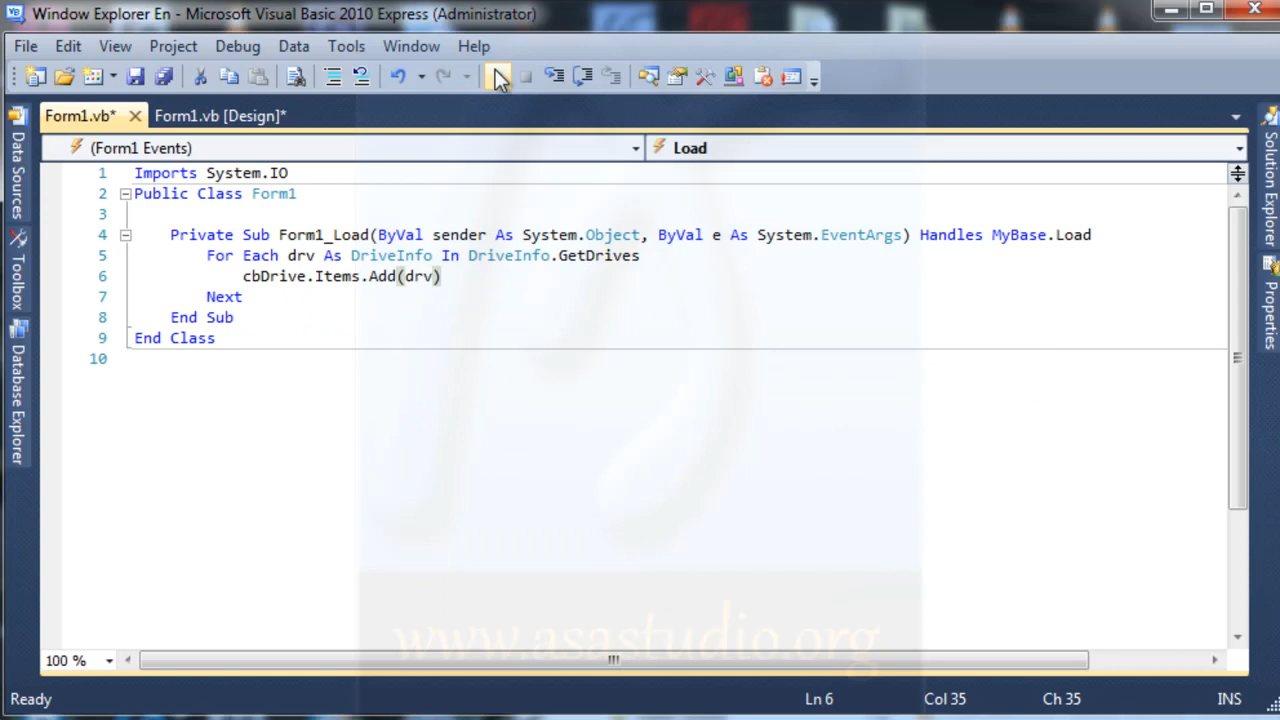 Window Explorer En - Microsoft Visual Basic 2010 Express (Administrator)
File Edit View Project Debug Data Tools Window Help
Form1.vb* Form1.vb [Design]*
(Form1 Events) Load
1 Imports System.IO
2 Public Class Form1
3
4 Private Sub Form1_Load(ByVal sender As System.Object, ByVal e As System.EventArgs) Handles MyBase.Load
5 For Each drv As DriveInfo In DriveInfo.GetDrives
6 cbDrive.Items.Add(drv)
7 Next
8 End Sub
9 End Class
10
Data Sources
Toolbox
Database Explorer
Solution Explorer
Properties
www.asastudio.org
100 %
Ready Ln 6 Col 35 Ch 35 INS